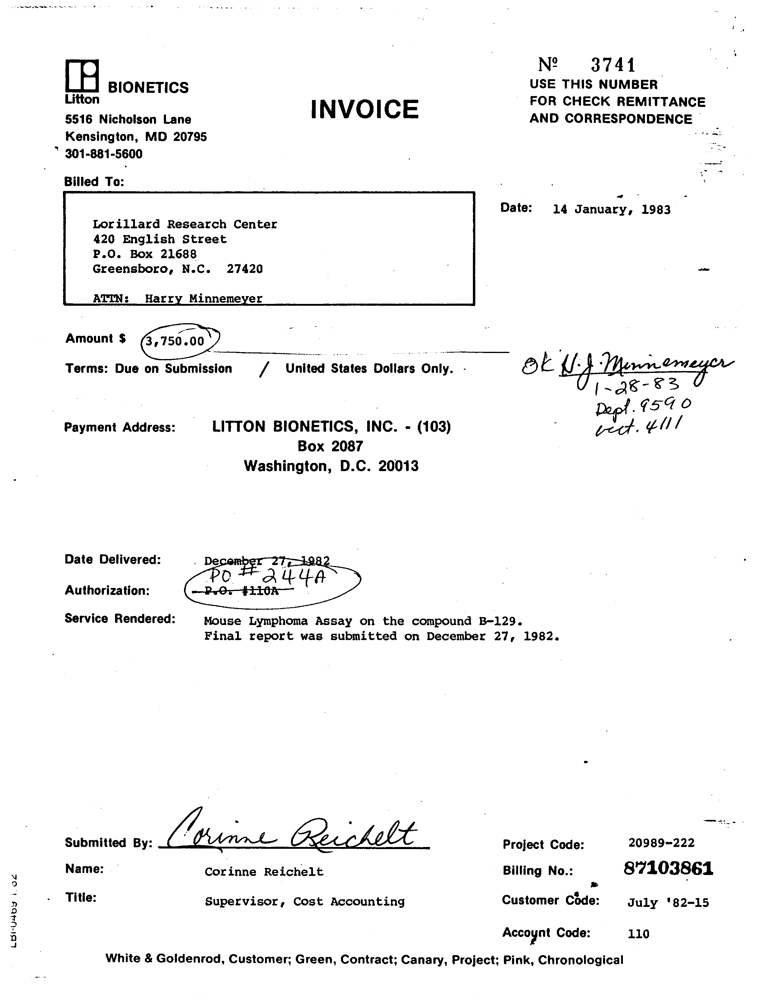 Nº 3741
USE THIS NUMBER
FOR CHECK REMITTANCE
AND CORRESPONDENCE
BIONETICS
Litton
INVOICE
5516 Nicholson Lane
Kensington, MD 20795
301-881-5600
Billed To:
Date: 14 January, 1983
Lorillard Research Center
420 English Street
P.O. Box 21688
Greensboro, N.C. 27420
ATTN: Harry Minnemeyer
Amount $ 3,750.00
Terms: Due on Submission / United States Dollars Only.
OK H.J. Minnemeyer
1-28-83
Dept. 9590
4111
Payment Address: LITTON BIONETICS, INC. - (103)
Box 2087
Washington, D.C. 20013
Date Delivered: December 27, 1982
PO # 244A
Authorization: P.O. #110A
Service Rendered: Mouse Lymphoma Assay on the compound B-129.
Final report was submitted on December 27, 1982.
Submitted By: Corinne Reichelt
Project Code: 20989-222
Name: Corinne Reichelt
Billing No.: 87103861
Title: Supervisor, Cost Accounting
Customer Code: July '82-15
Account Code: 110
White & Goldenrod, Customer; Green, Contract; Canary, Project; Pink, Chronological